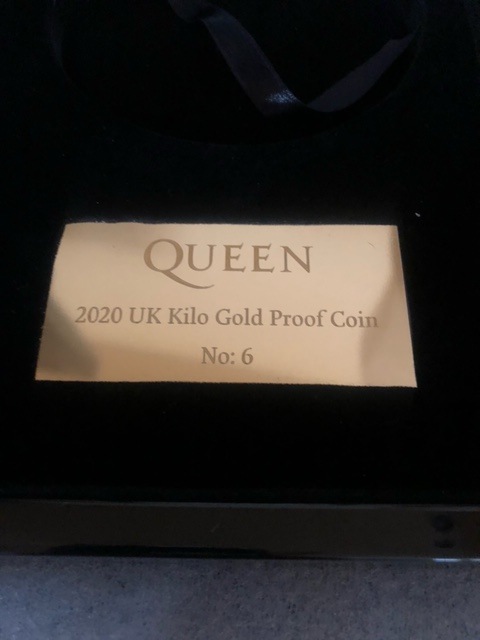 QUEEN
2020 UK Kilo Gold Proof Coin
No: 6